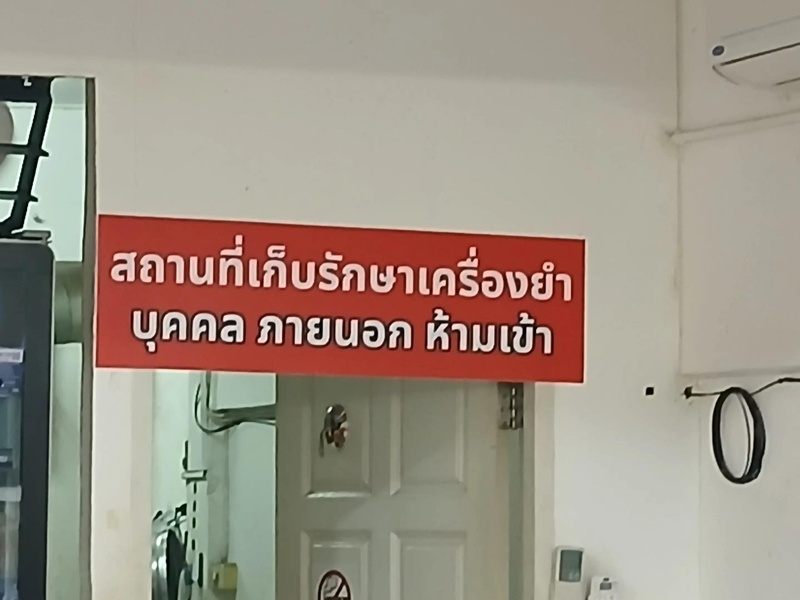 สถานที่เก็บรักษาเครื่องยำ
บุคคล ภายนอก ห้ามเข้า